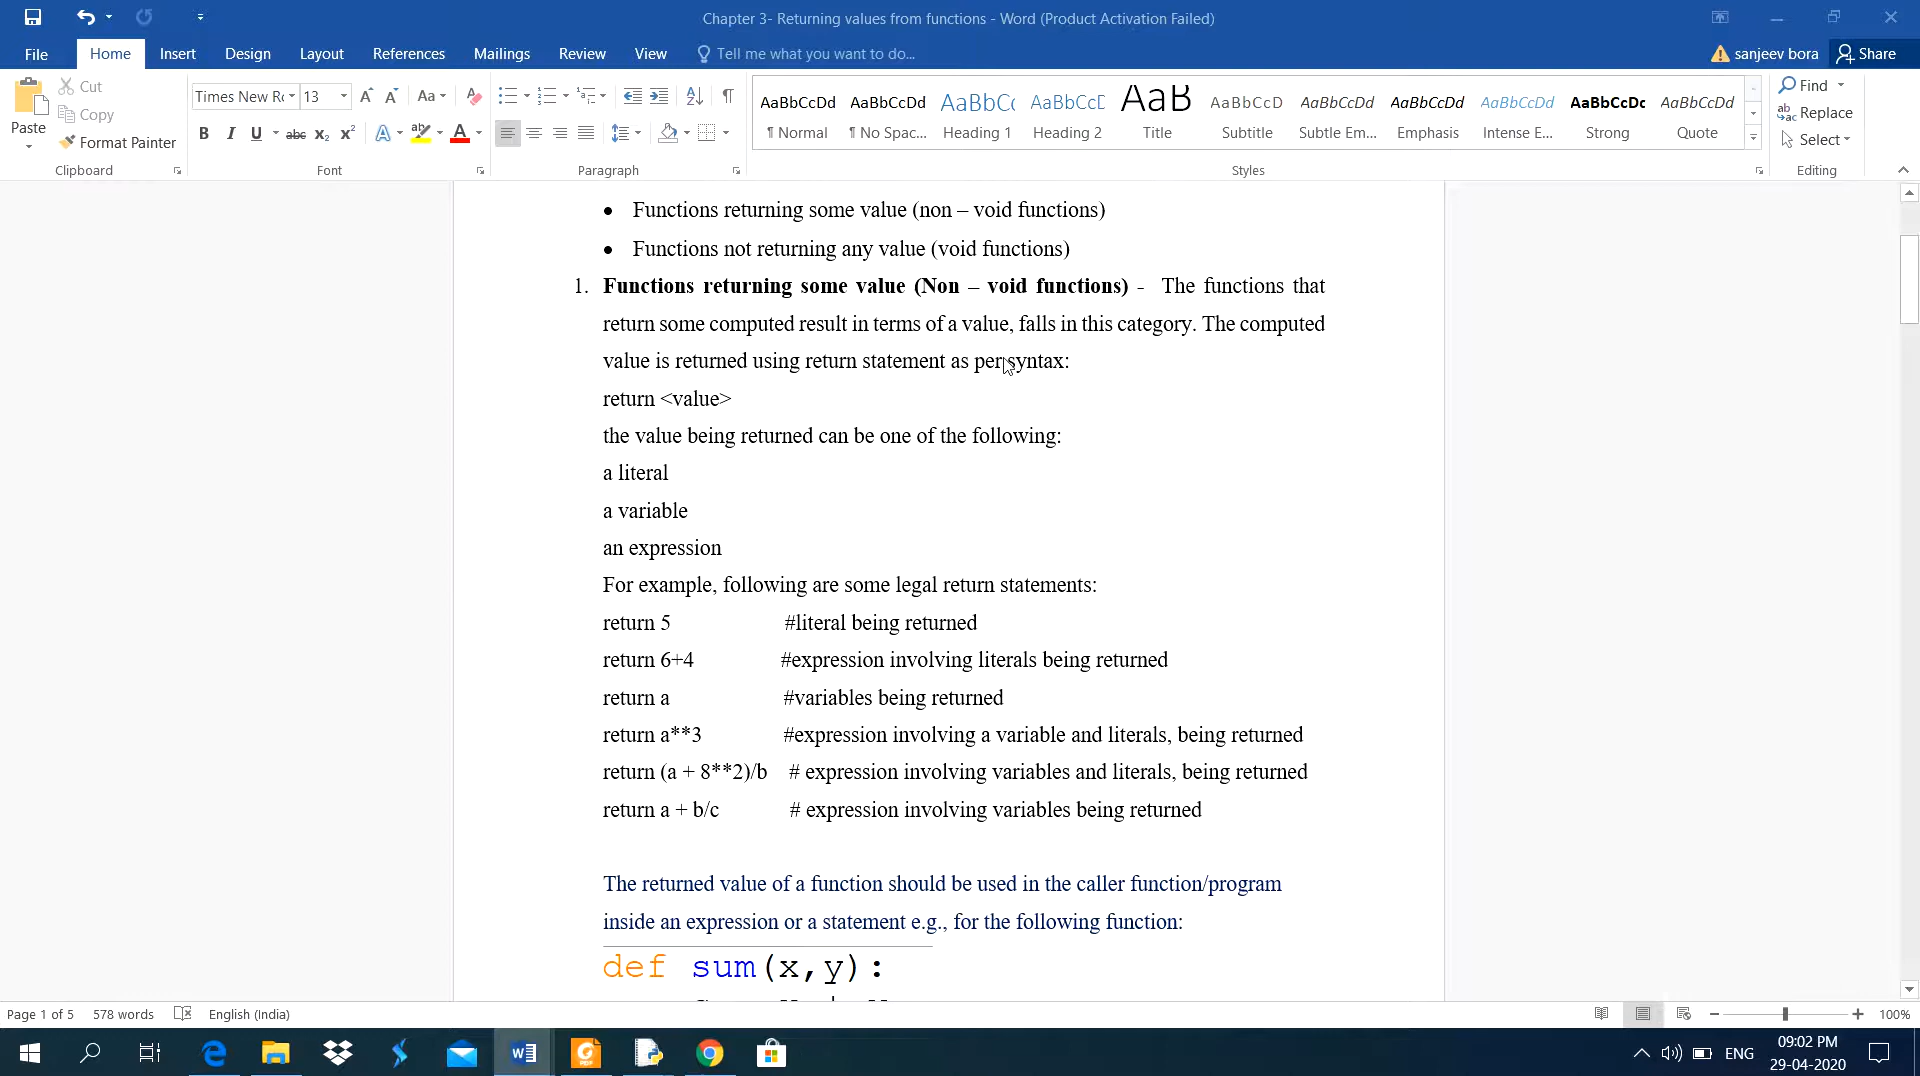 Chapter 3- Returning values from functions - Word (Product Activation Failed)
File Home Insert Design Layout References Mailings Review View Tell me what you want to do... sanjeev bora Share
Paste
Cut
Copy
Format Painter
Clipboard
Times New Ro 13
Font
Paragraph
AaBbCcDd AaBbCcDd AaBbCc AaBbCcD AaB AaBbCcD AaBbCcDd AaBbCcDd AaBbCcDd AaBbCcDc AaBbCcDd
¶ Normal ¶ No Spac... Heading 1 Heading 2 Title Subtitle Subtle Em... Emphasis Intense E... Strong Quote
Styles
Find
Replace
Select
Editing
• Functions returning some value (non – void functions)
• Functions not returning any value (void functions)
1. Functions returning some value (Non – void functions) - The functions that
return some computed result in terms of a value, falls in this category. The computed
value is returned using return statement as per syntax:
return <value>
the value being returned can be one of the following:
a literal
a variable
an expression
For example, following are some legal return statements:
return 5 #literal being returned
return 6+4 #expression involving literals being returned
return a #variables being returned
return a**3 #expression involving a variable and literals, being returned
return (a + 8**2)/b # expression involving variables and literals, being returned
return a + b/c # expression involving variables being returned
The returned value of a function should be used in the caller function/program
inside an expression or a statement e.g., for the following function:
def sum(x,y):
Page 1 of 5 578 words English (India) 100%
ENG
09:02 PM
29-04-2020